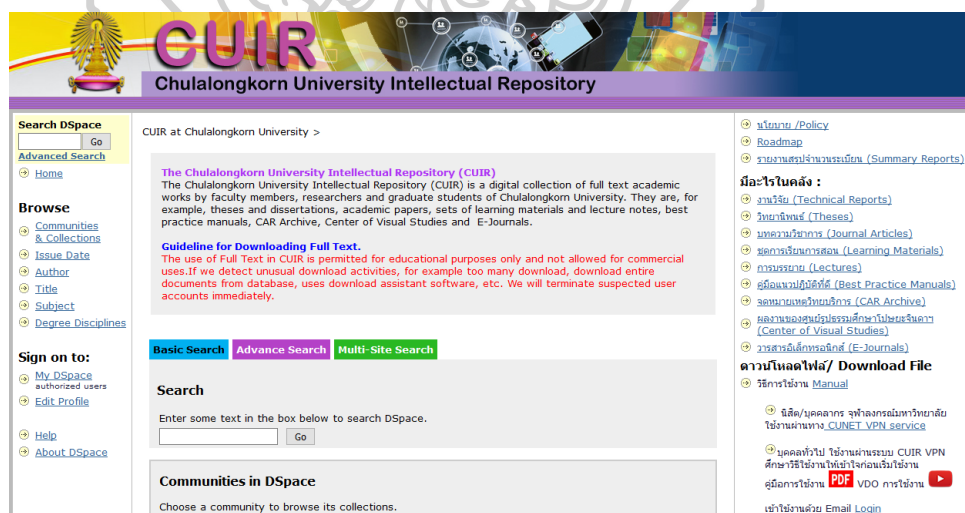 CUIR
Chulalongkorn University Intellectual Repository
Search DSpace
Go
Advanced Search
Home
Browse
Communities
& Collections
Issue Date
Author
Title
Subject
Degree Disciplines
Sign on to:
My DSpace
authorized users
Edit Profile
Help
About DSpace
CUIR at Chulalongkorn University >
The Chulalongkorn University Intellectual Repository (CUIR)
The Chulalongkorn University Intellectual Repository (CUIR) is a digital collection of full text academic
works by faculty members, researchers and graduate students of Chulalongkorn University. They are, for
example, theses and dissertations, academic papers, sets of learning materials and lecture notes, best
practice manuals, CAR Archive, Center of Visual Studies and E-Journals.
Guideline for Downloading Full Text.
The use of Full Text in CUIR is permitted for educational purposes only and not allowed for commercial
uses.If we detect unusual download activities, for example too many download, download entire
documents from database, uses download assistant software, etc. We will terminate suspected user
accounts immediately.
Basic Search Advance Search Multi-Site Search
Search
Enter some text in the box below to search DSpace.
Go
Communities in DSpace
Choose a community to browse its collections.
นโยบาย /Policy
Roadmap
รายงานสรุปจำนวนระเบียน (Summary Reports)
มีอะไรในคลัง :
งานวิจัย (Technical Reports)
วิทยานิพนธ์ (Theses)
บทความวิชาการ (Journal Articles)
ชุดการเรียนการสอน (Learning Materials)
การบรรยาย (Lectures)
คู่มือแนวปฏิบัติที่ดี (Best Practice Manuals)
จดหมายเหตุวิทยบริการ (CAR Archive)
ผลงานของศูนย์รูปธรรมศึกษาโปษยะจินดาฯ
(Center of Visual Studies)
วารสารอิเล็กทรอนิกส์ (E-Journals)
ดาวน์โหลดไฟล์/ Download File
วิธีการใช้งาน Manual
นิสิต/บุคลากร จุฬาลงกรณ์มหาวิทยาลัย
ใช้งานผ่านทาง CUNET VPN service
บุคคลทั่วไป ใช้งานผ่านระบบ CUIR VPN
ศึกษาวิธีใช้งานให้เข้าใจก่อนเริ่มใช้งาน
คู่มือการใช้งาน PDF VDO การใช้งาน
เข้าใช้งานด้วย Email Login